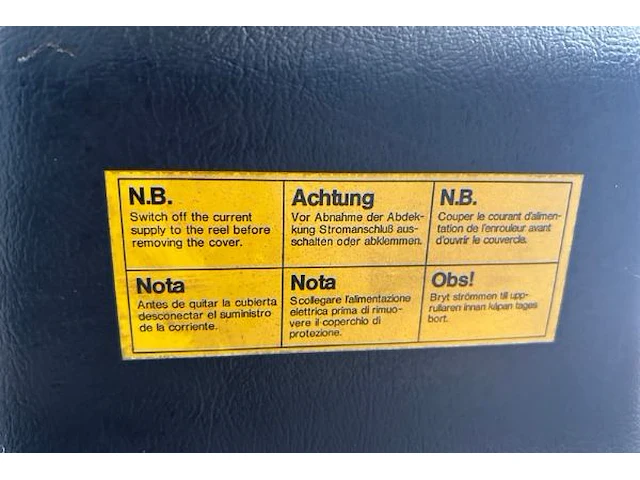 N.B.
Switch off the current
supply to the reel before
removing the cover.
Achtung
Vor Abnahme der Abdek-
kung Stromanschluß aus-
schalten oder abklemmen.
N.B.
Couper le courant d'alimen-
tation de l'enrouleur avant
d'ouvrir le couvercle.
Nota
Antes de quitar la cubierta
desconectar el suministro
de la corriente.
Nota
Scollegare l'alimentazione
elettrica prima di rimuo-
vere il coperchio di
protezione.
Obs!
Bryt strömmen till upp-
rullaren innan kåpan tages
bort.